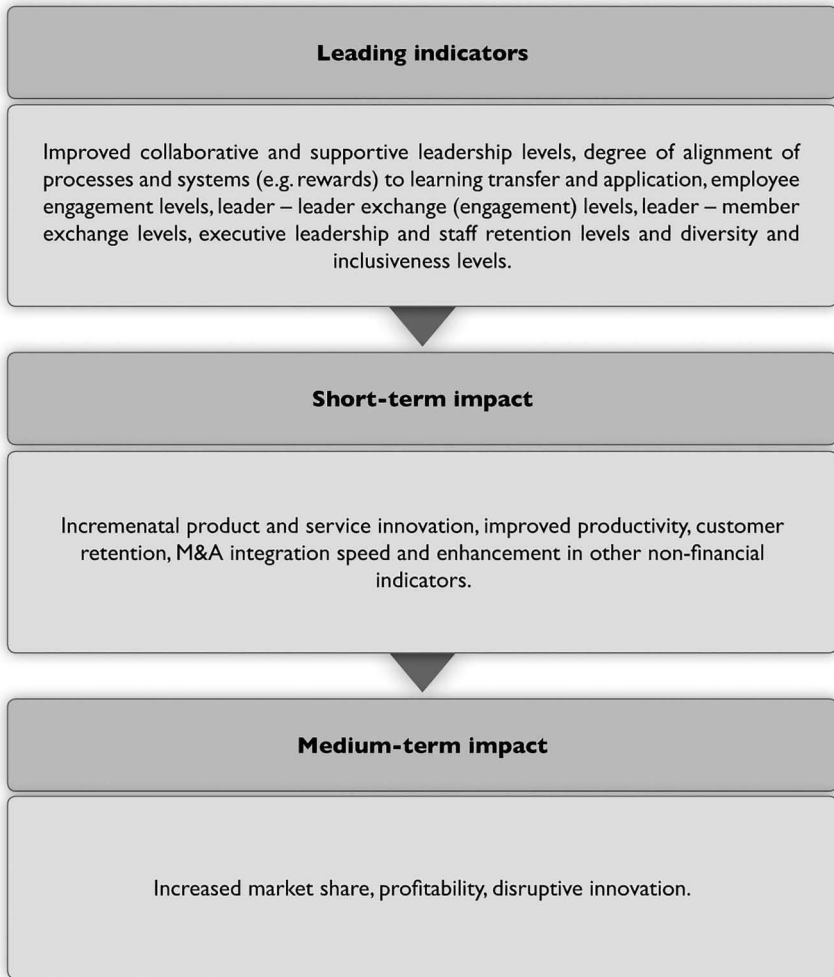 Leading indicators
Improved collaborative and supportive leadership levels, degree of alignment of
processes and systems (e.g. rewards) to learning transfer and application, employee
engagement levels, leader – leader exchange (engagement) levels, leader – member
exchange levels, executive leadership and staff retention levels and diversity and
inclusiveness levels.
Short-term impact
Incremenatal product and service innovation, improved productivity, customer
retention, M&A integration speed and enhancement in other non-financial
indicators.
Medium-term impact
Increased market share, profitability, disruptive innovation.